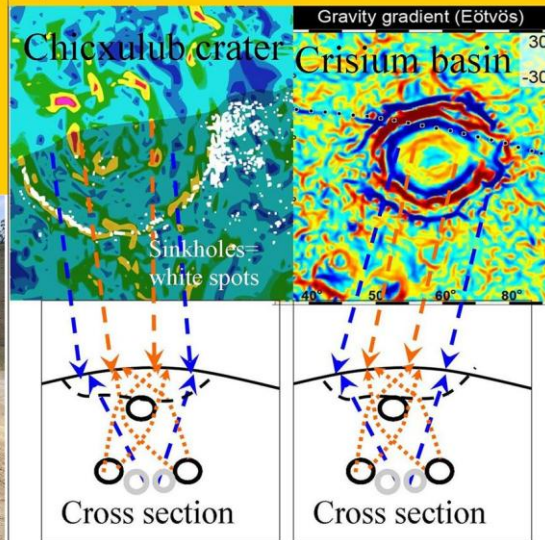 Gravity gradient (Eötvös)
Chicxulub crater
Crisium basin
30
-30
Sinkholes=
white spots
40° 50° 60° 80°
Cross section
Cross section